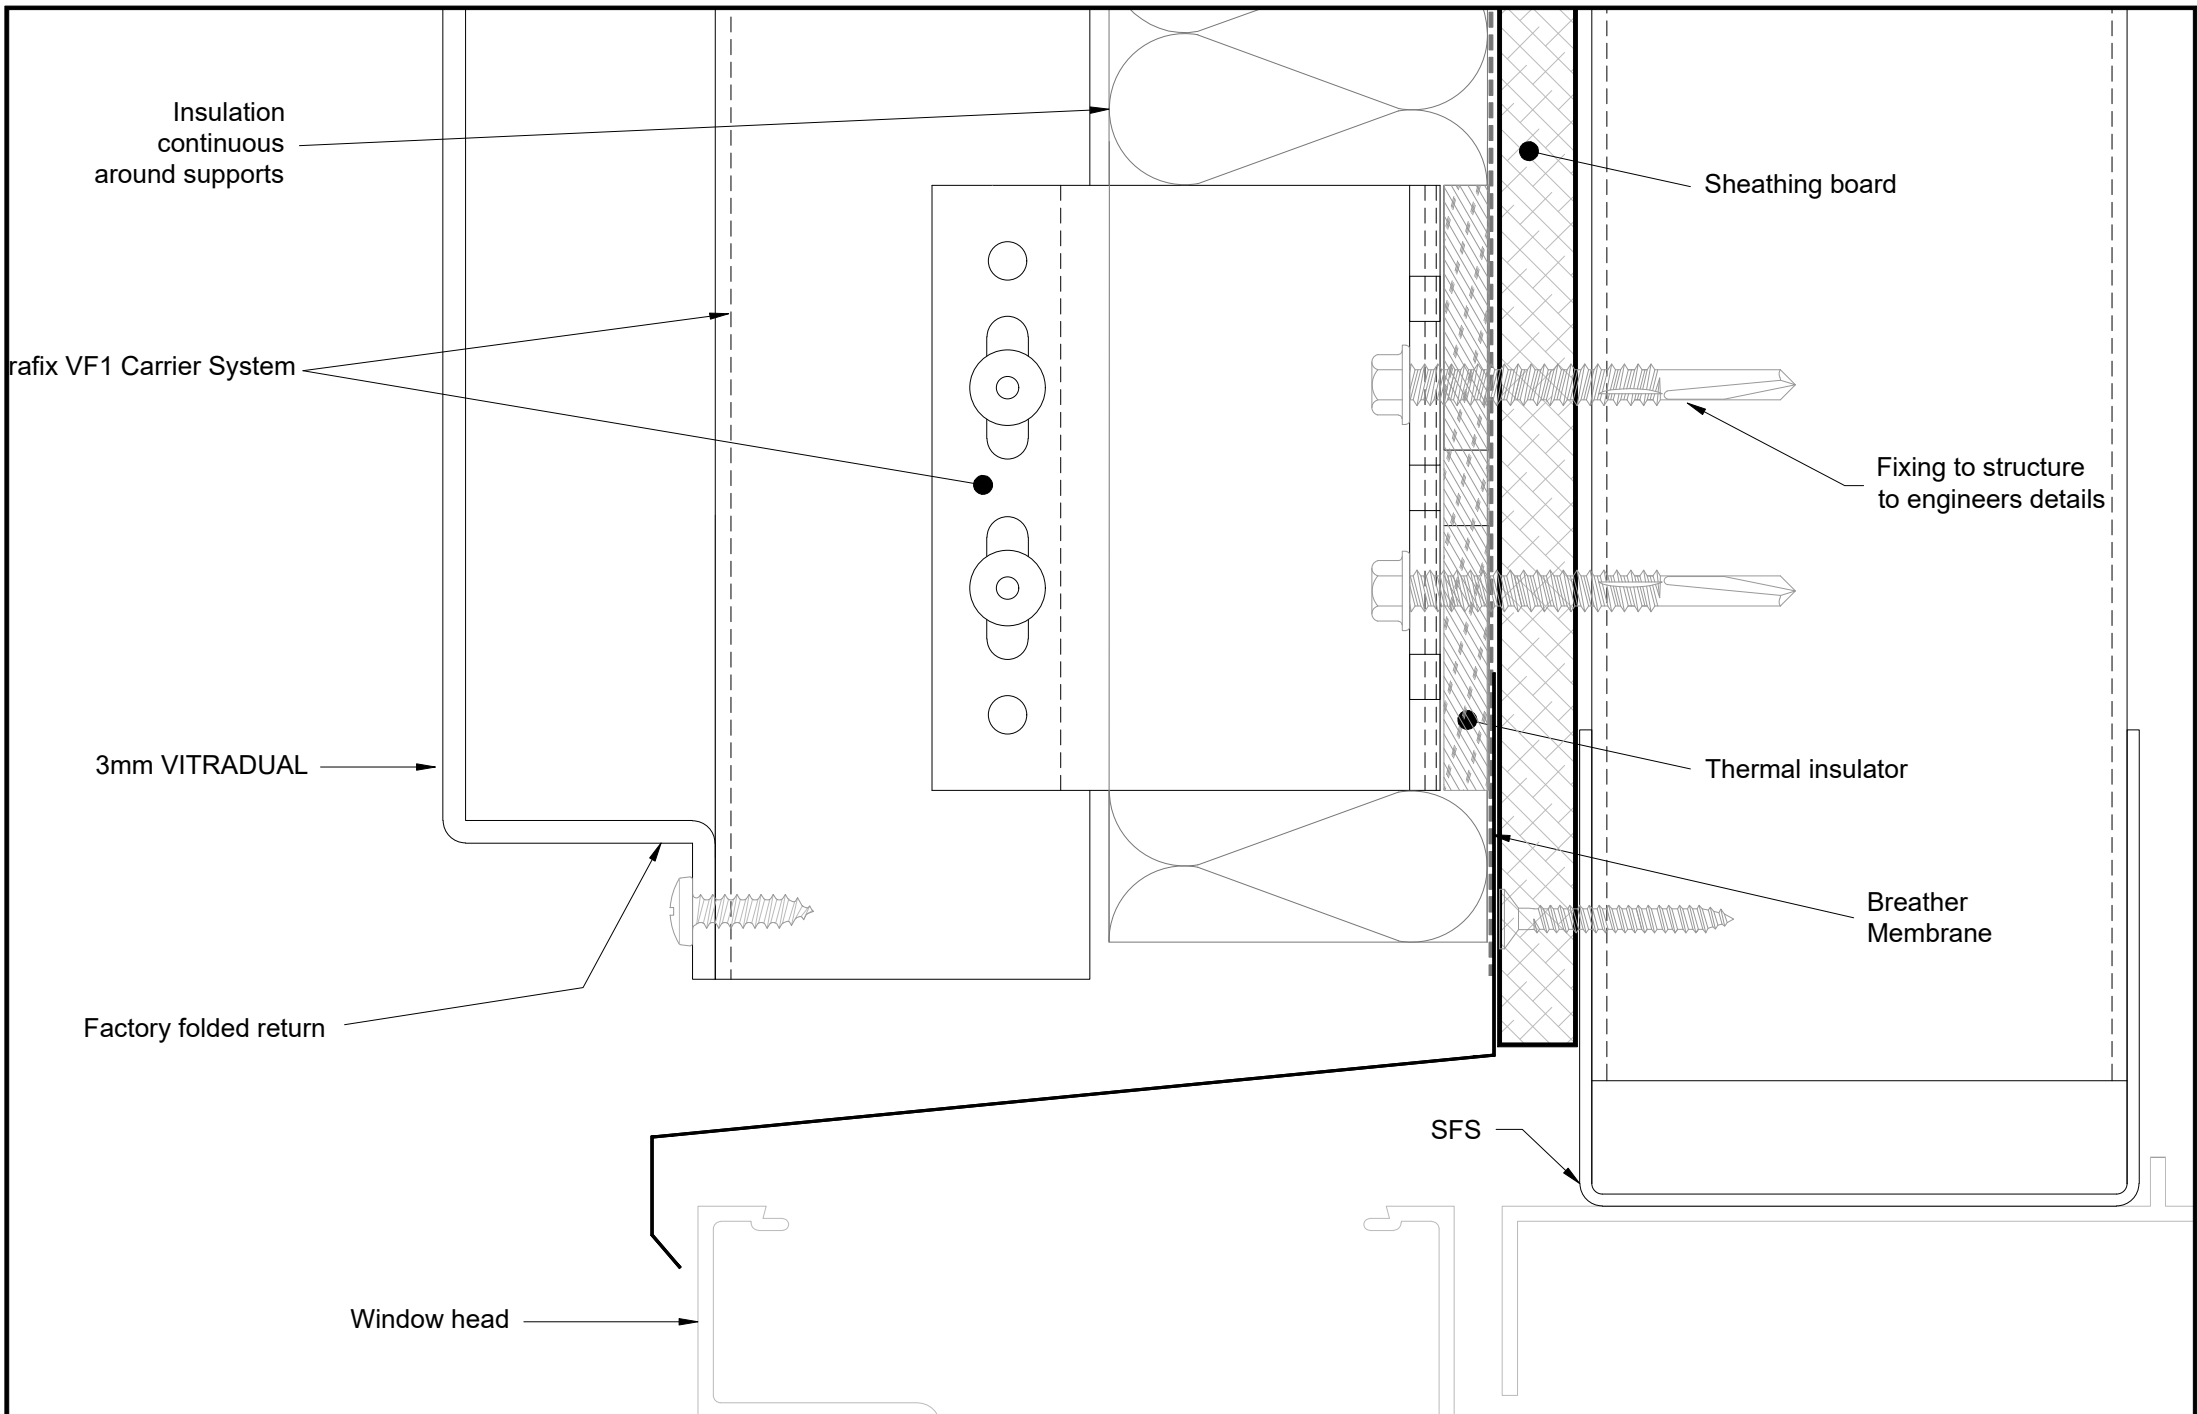 Insulation
continuous
around supports
Sheathing board
rafix VF1 Carrier System
Fixing to structure
to engineers details
3mm VITRADUAL
Thermal insulator
Breather
Membrane
Factory folded return
SFS
Window head